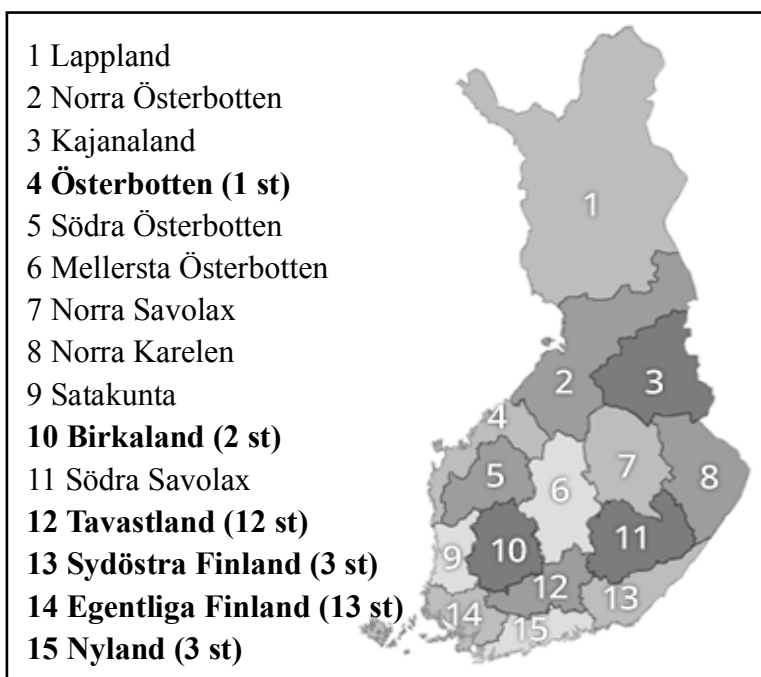 1 Lappland
2 Norra Österbotten
3 Kajanaland
4 Österbotten (1 st)
5 Södra Österbotten
6 Mellersta Österbotten
7 Norra Savolax
8 Norra Karelen
9 Satakunta
10 Birkaland (2 st)
11 Södra Savolax
12 Tavastland (12 st)
13 Sydöstra Finland (3 st)
14 Egentliga Finland (13 st)
15 Nyland (3 st)
1
2
3
4
5
6
7
8
9
10
11
12
13
14
15